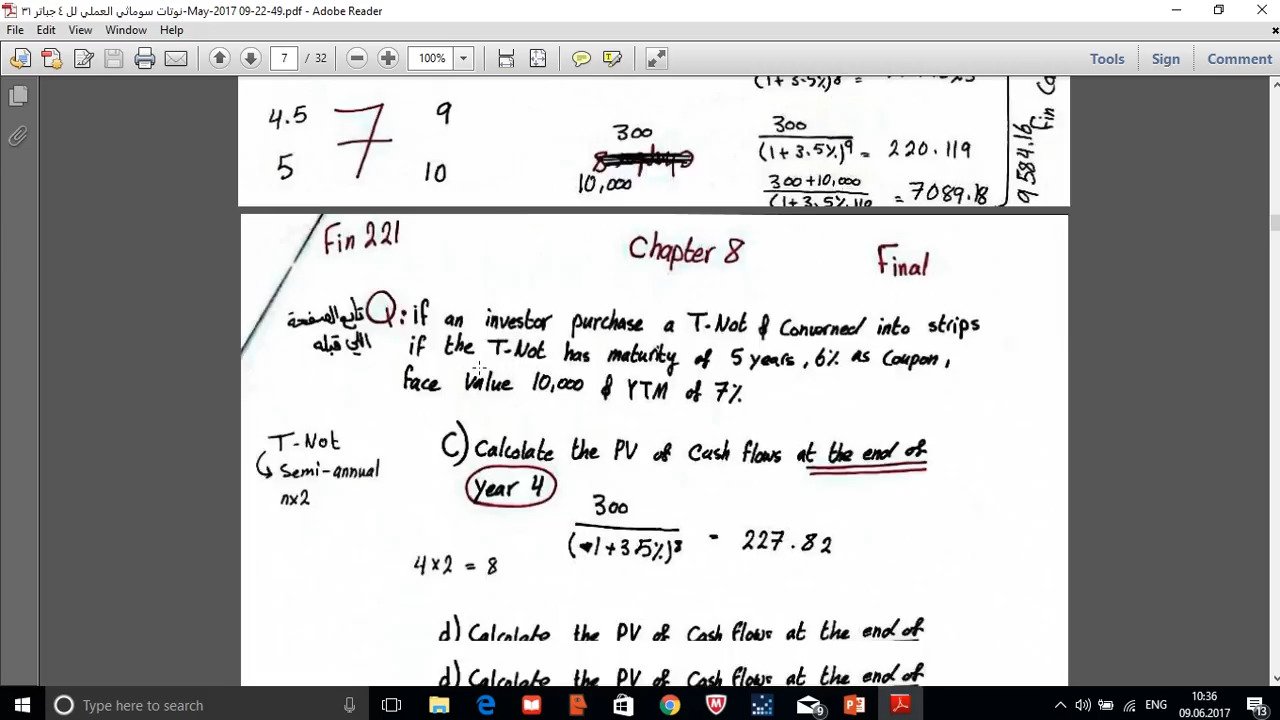 نوتات سوماثي العملي لل ٤ جباتر ٣١-May-2017 09-22-49.pdf - Adobe Reader
File Edit View Window Help
7 / 32 100% Tools Sign Comment
4.5 7 9
5 10
300
10,000
300
(1+3.5%)⁹ = 220.119
300+10,000
= 7089.18
9584.16
Fin 221 Chapter 8 Final
تابع الصفحة
اللي قبله
Q: if an investor purchase a T-Not & Converned into strips
if the T-Not has maturity of 5 years, 6% as Coupon,
face value 10,000 & YTM of 7%
T-Not
Semi-annual
n×2
C) Calculate the PV of Cash flows at the end of
year 4
300
(1+3.5%)⁸ = 227.82
4×2 = 8
d) Calculate the PV of Cash flows at the end of
d) Calculate the PV of Cash flows at the end of
Type here to search
9
ENG
10:36
09.06.2017
13